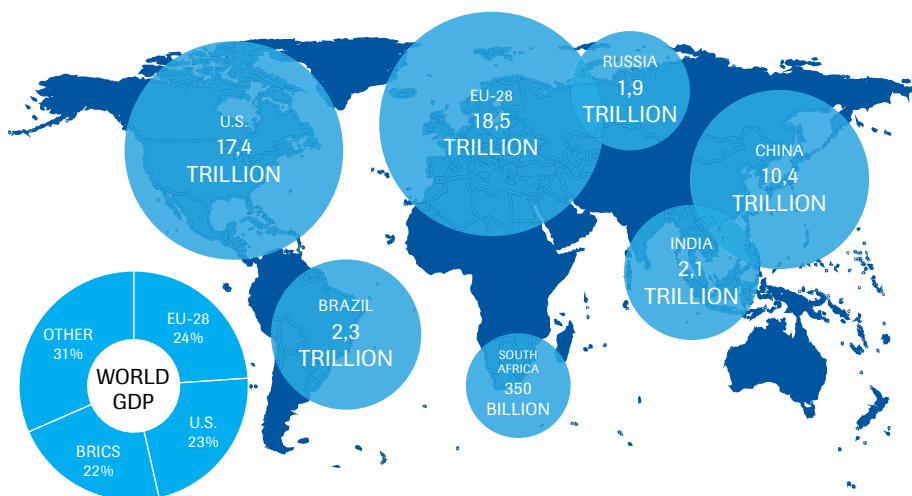 RUSSIA
1,9
TRILLION
EU-28
18,5
TRILLION
U.S.
17,4
TRILLION
CHINA
10,4
TRILLION
INDIA
2,1
TRILLION
BRAZIL
2,3
TRILLION
SOUTH
AFRICA
350
BILLION
EU-28
24%
OTHER
31%
WORLD
GDP
U.S.
23%
BRICS
22%